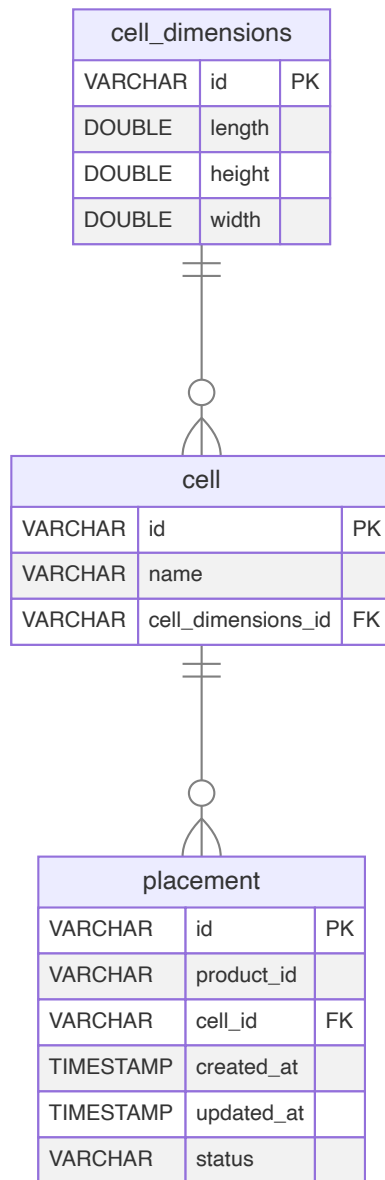 cell_dimensions
VARCHAR id PK
DOUBLE length
DOUBLE height
DOUBLE width
cell
VARCHAR id PK
VARCHAR name
VARCHAR cell_dimensions_id FK
placement
VARCHAR id PK
VARCHAR product_id
VARCHAR cell_id FK
TIMESTAMP created_at
TIMESTAMP updated_at
VARCHAR status